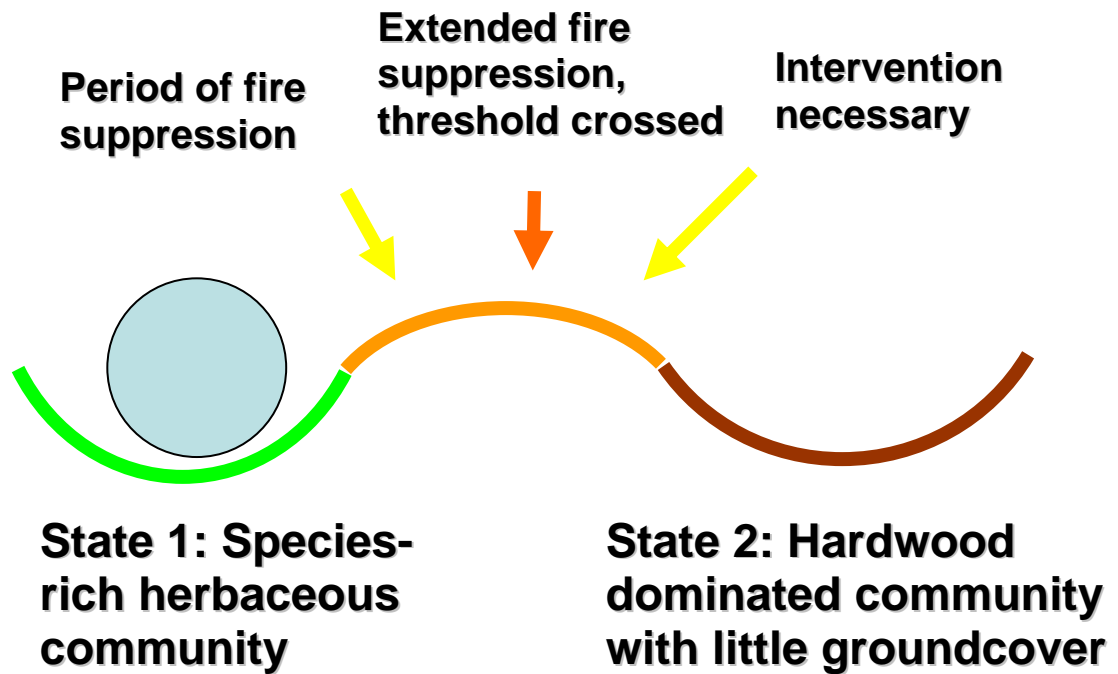 Period of fire
suppression
Extended fire
suppression,
threshold crossed
Intervention
necessary
State 1: Species-
rich herbaceous
community
State 2: Hardwood
dominated community
with little groundcover